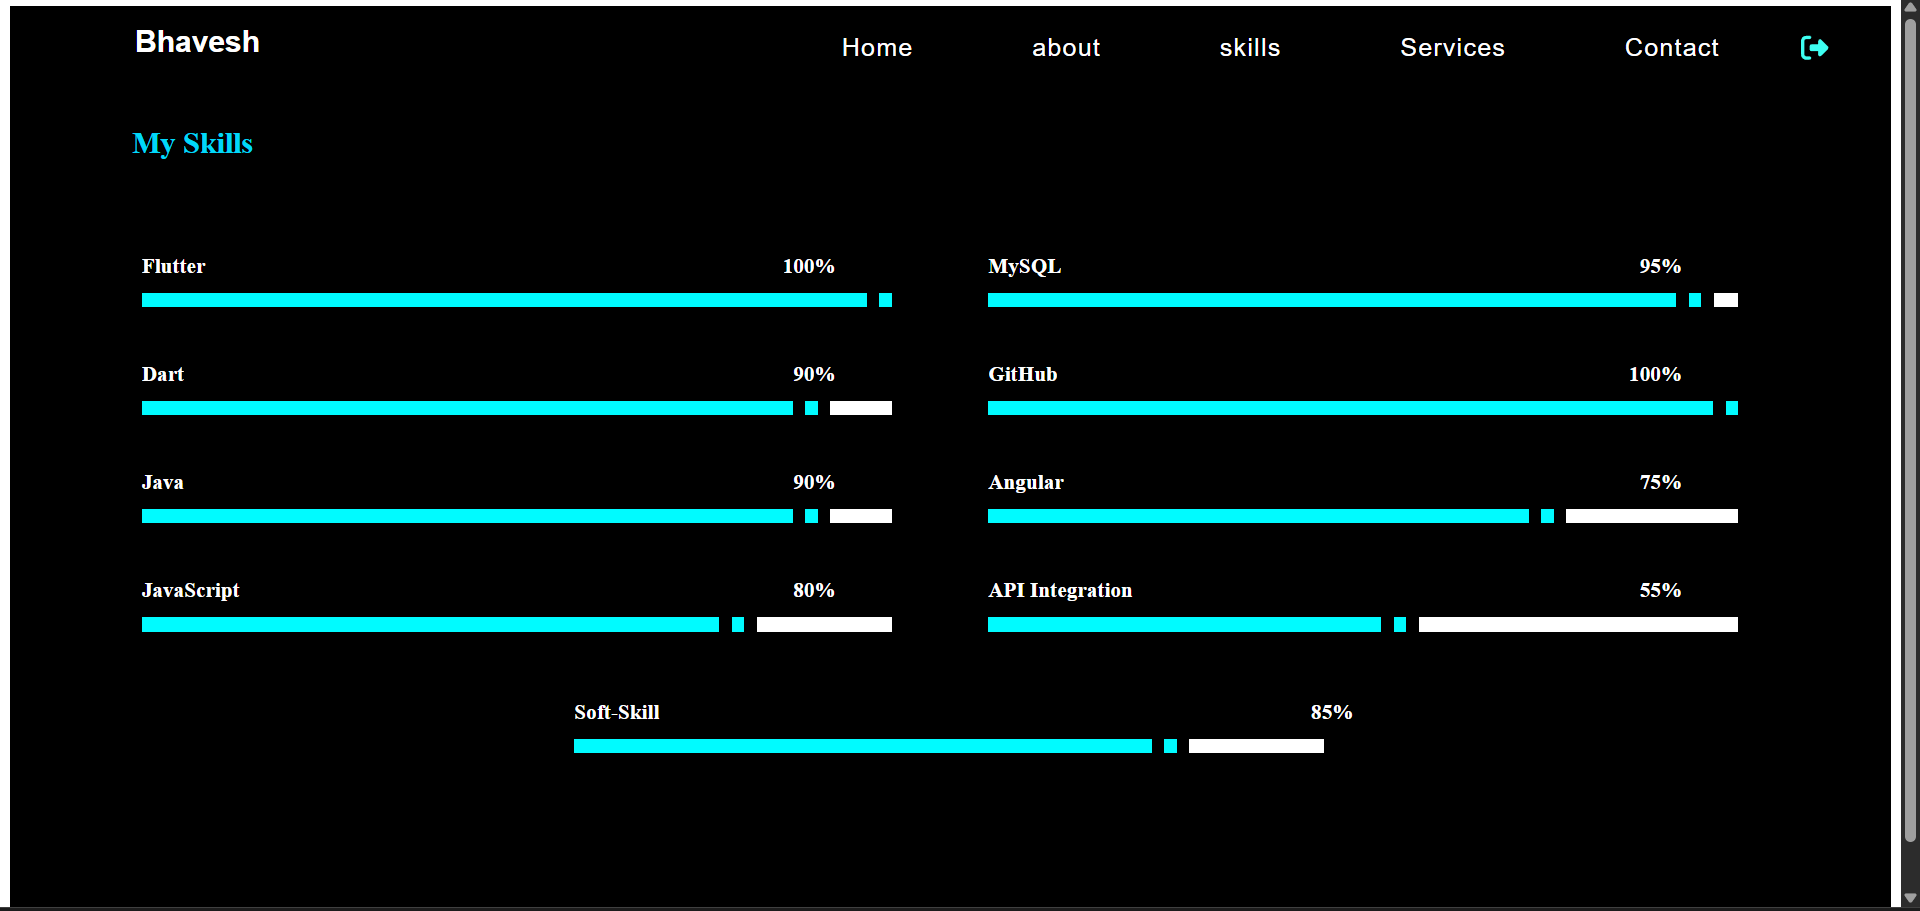 Bhavesh
Home about skills Services Contact
My Skills
Flutter 100%
MySQL 95%
Dart 90%
GitHub 100%
Java 90%
Angular 75%
JavaScript 80%
API Integration 55%
Soft-Skill 85%